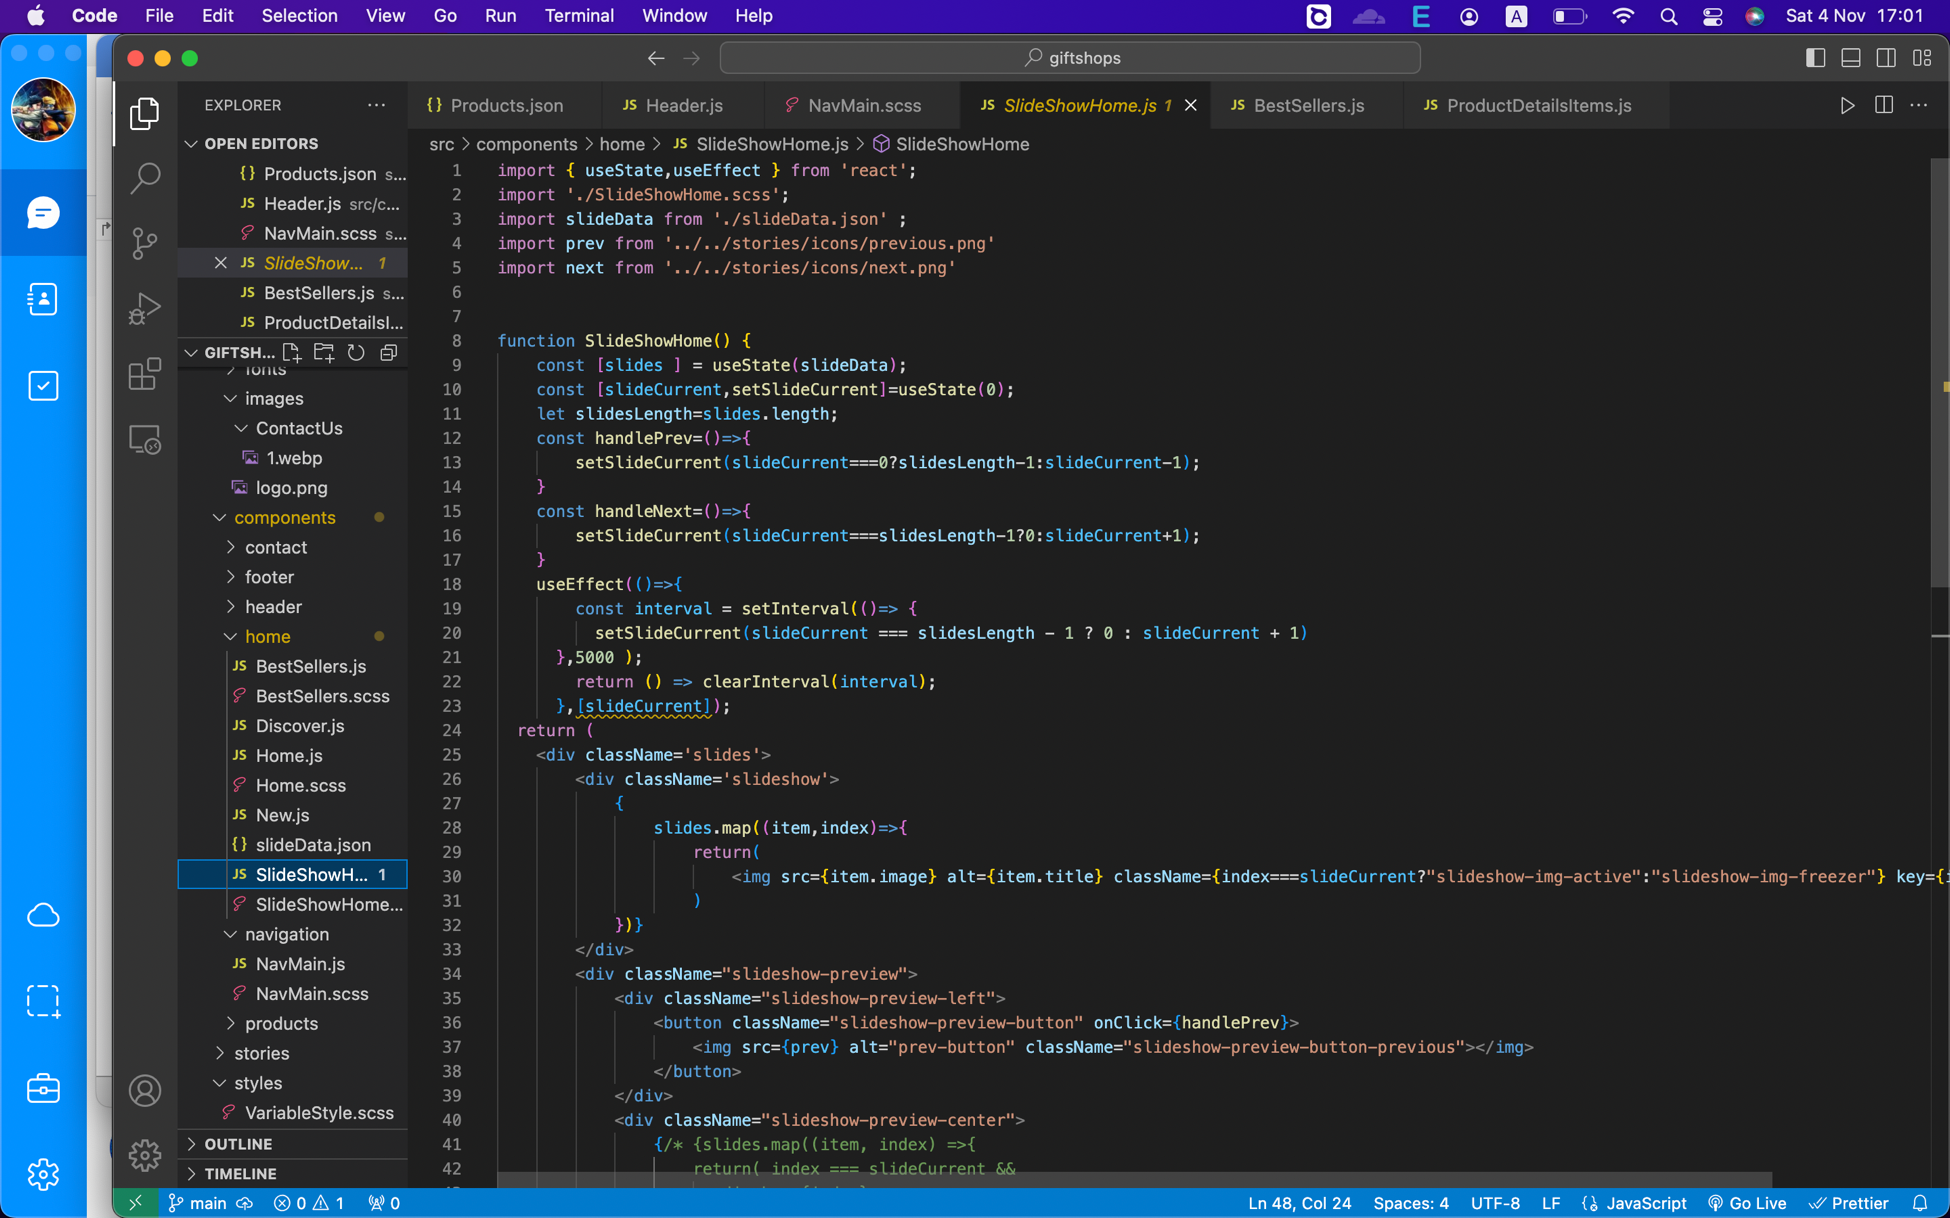 Code File Edit Selection View Go Run Terminal Window Help
E A Sat 4 Nov 17:01
giftshops
EXPLORER ...
{} Products.json JS Header.js NavMain.scss JS SlideShowHome.js 1 JS BestSellers.js JS ProductDetailsItems.js
OPEN EDITORS
{} Products.json s...
JS Header.js src/c...
NavMain.scss s...
JS SlideShow... 1
JS BestSellers.js s...
JS ProductDetailsI...
GIFTSH...
fonts
images
ContactUs
1.webp
logo.png
components
contact
footer
header
home
JS BestSellers.js
BestSellers.scss
JS Discover.js
JS Home.js
Home.scss
JS New.js
{} slideData.json
JS SlideShowH... 1
SlideShowHome...
navigation
JS NavMain.js
NavMain.scss
products
stories
styles
VariableStyle.scss
OUTLINE
TIMELINE
src > components > home > JS SlideShowHome.js > SlideShowHome
1 import { useState,useEffect } from 'react';
2 import './SlideShowHome.scss';
3 import slideData from './slideData.json' ;
4 import prev from '../../stories/icons/previous.png'
5 import next from '../../stories/icons/next.png'
6
7
8 function SlideShowHome() {
9 const [slides ] = useState(slideData);
10 const [slideCurrent,setSlideCurrent]=useState(0);
11 let slidesLength=slides.length;
12 const handlePrev=()=>{
13 setSlideCurrent(slideCurrent===0?slidesLength-1:slideCurrent-1);
14 }
15 const handleNext=()=>{
16 setSlideCurrent(slideCurrent===slidesLength-1?0:slideCurrent+1);
17 }
18 useEffect(()=>{
19 const interval = setInterval(()=> {
20 setSlideCurrent(slideCurrent === slidesLength - 1 ? 0 : slideCurrent + 1)
21 },5000 );
22 return () => clearInterval(interval);
23 },[slideCurrent]);
24 return (
25 <div className='slides'>
26 <div className='slideshow'>
27 {
28 slides.map((item,index)=>{
29 return(
30 <img src={item.image} alt={item.title} className={index===slideCurrent?"slideshow-img-active":"slideshow-img-freezer"} key={i
31 )
32 })}
33 </div>
34 <div className="slideshow-preview">
35 <div className="slideshow-preview-left">
36 <button className="slideshow-preview-button" onClick={handlePrev}>
37 <img src={prev} alt="prev-button" className="slideshow-preview-button-previous"></img>
38 </button>
39 </div>
40 <div className="slideshow-preview-center">
41 {/* {slides.map((item, index) =>{
42 return( index === slideCurrent &&
main 0 1 0 Ln 48, Col 24 Spaces: 4 UTF-8 LF {} JavaScript Go Live Prettier